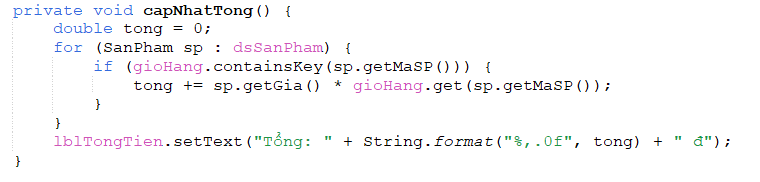 private void capNhatTong() {
    double tong = 0;
    for (SanPham sp : dsSanPham) {
        if (gioHang.containsKey(sp.getMaSP())) {
            tong += sp.getGia() * gioHang.get(sp.getMaSP());
        }
    }
    lblTongTien.setText("Tổng: " + String.format("%,.0f", tong) + " đ");
}